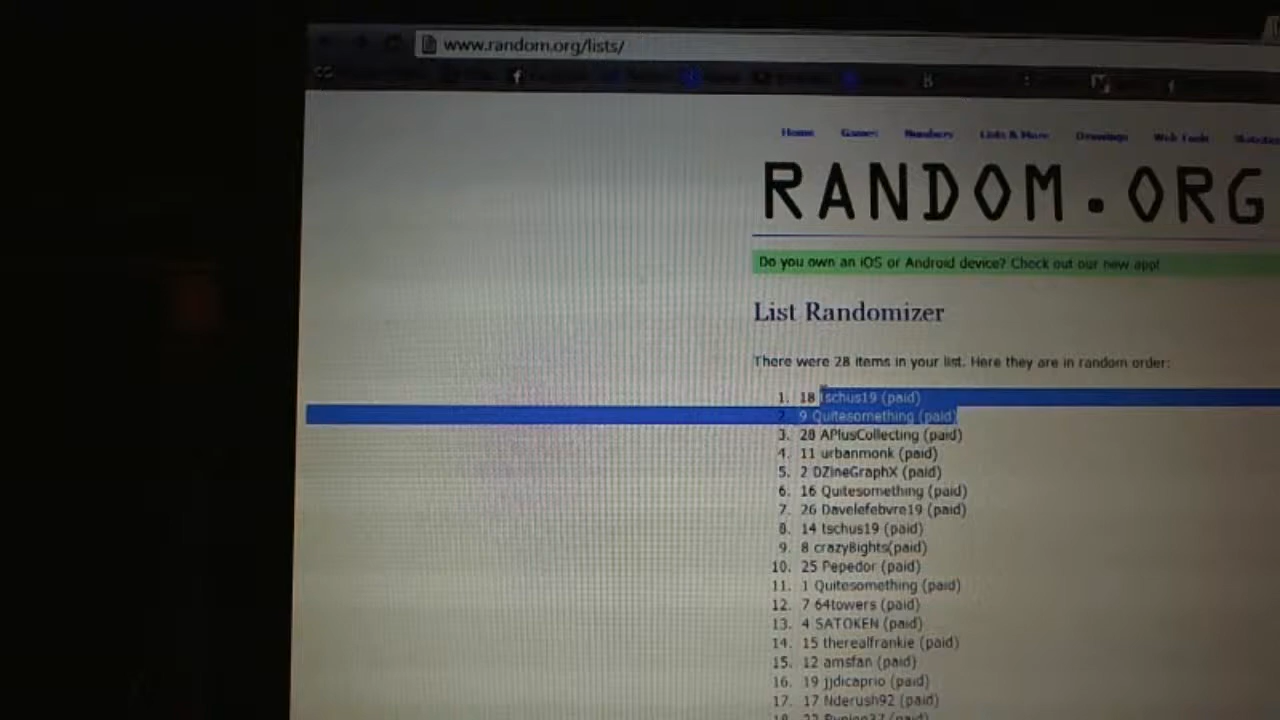 www.random.org/lists/
Home Games Numbers Lists & More Drawings Web Tools
RANDOM.ORG
Do you own an iOS or Android device? Check out our new app!
List Randomizer
There were 28 items in your list. Here they are in random order:
1. 18 tschus19 (paid)
2. 9 Quitesomething (paid)
3. 28 APlusCollecting (paid)
4. 11 urbanmonk (paid)
5. 2 DZineGraphX (paid)
6. 16 Quitesomething (paid)
7. 26 Davelefebvre19 (paid)
8. 14 tschus19 (paid)
9. 8 crazy8ights(paid)
10. 25 Pepedor (paid)
11. 1 Quitesomething (paid)
12. 7 64towers (paid)
13. 4 SATOKEN (paid)
14. 15 therealfrankie (paid)
15. 12 amsfan (paid)
16. 19 jjdicaprio (paid)
17. 17 Nderush92 (paid)